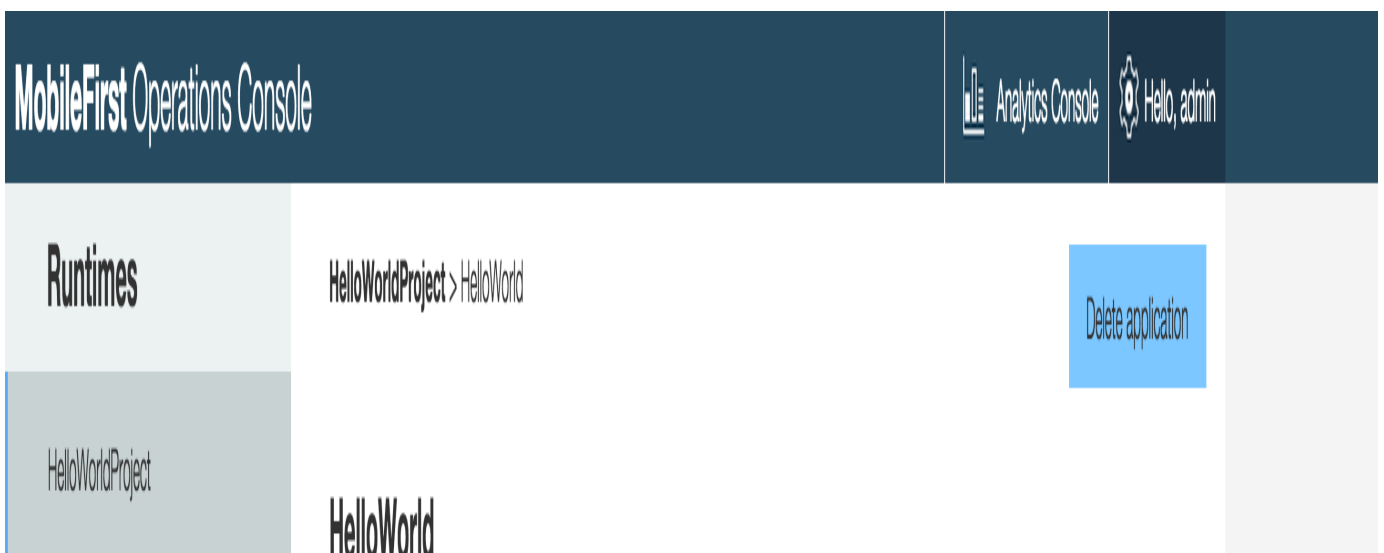 MobileFirst Operations Console
Analytics Console
Hello, admin
Runtimes
HelloWorldProject > HelloWorld
Delete application
HelloWorldProject
HelloWorld